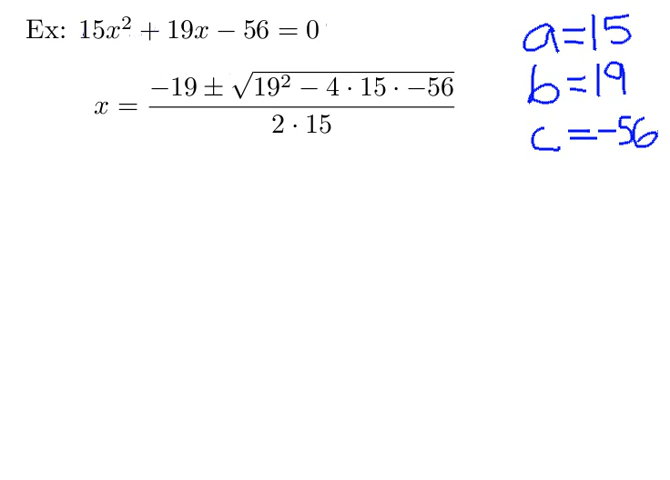 Ex: 15x² + 19x − 56 = 0
x = (−19 ± √(19² − 4 · 15 · −56)) / (2 · 15)
a=15
b=19
c=-56